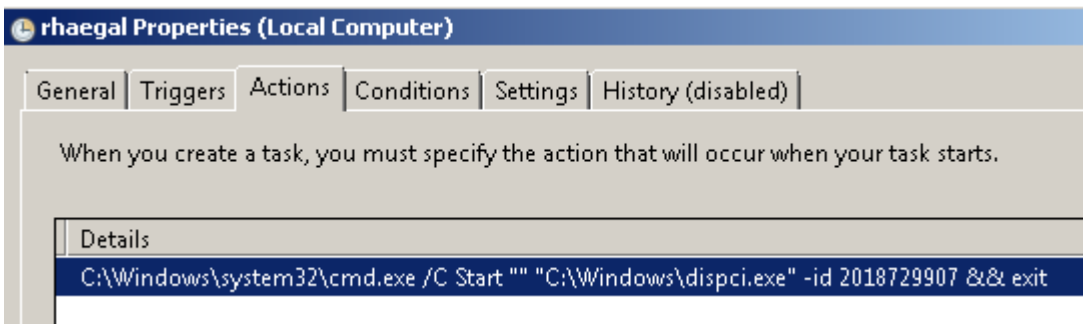 rhaegal Properties (Local Computer)
General Triggers Actions Conditions Settings History (disabled)
When you create a task, you must specify the action that will occur when your task starts.
Details
C:\Windows\system32\cmd.exe /C Start "" "C:\Windows\dispci.exe" -id 2018729907 && exit